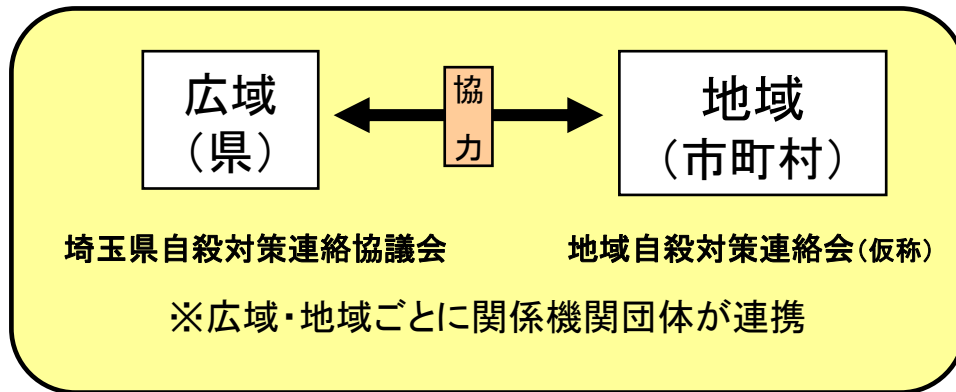 広域
（県）
協
力
地域
（市町村）
埼玉県自殺対策連絡協議会
地域自殺対策連絡会（仮称）
※広域・地域ごとに関係機関団体が連携